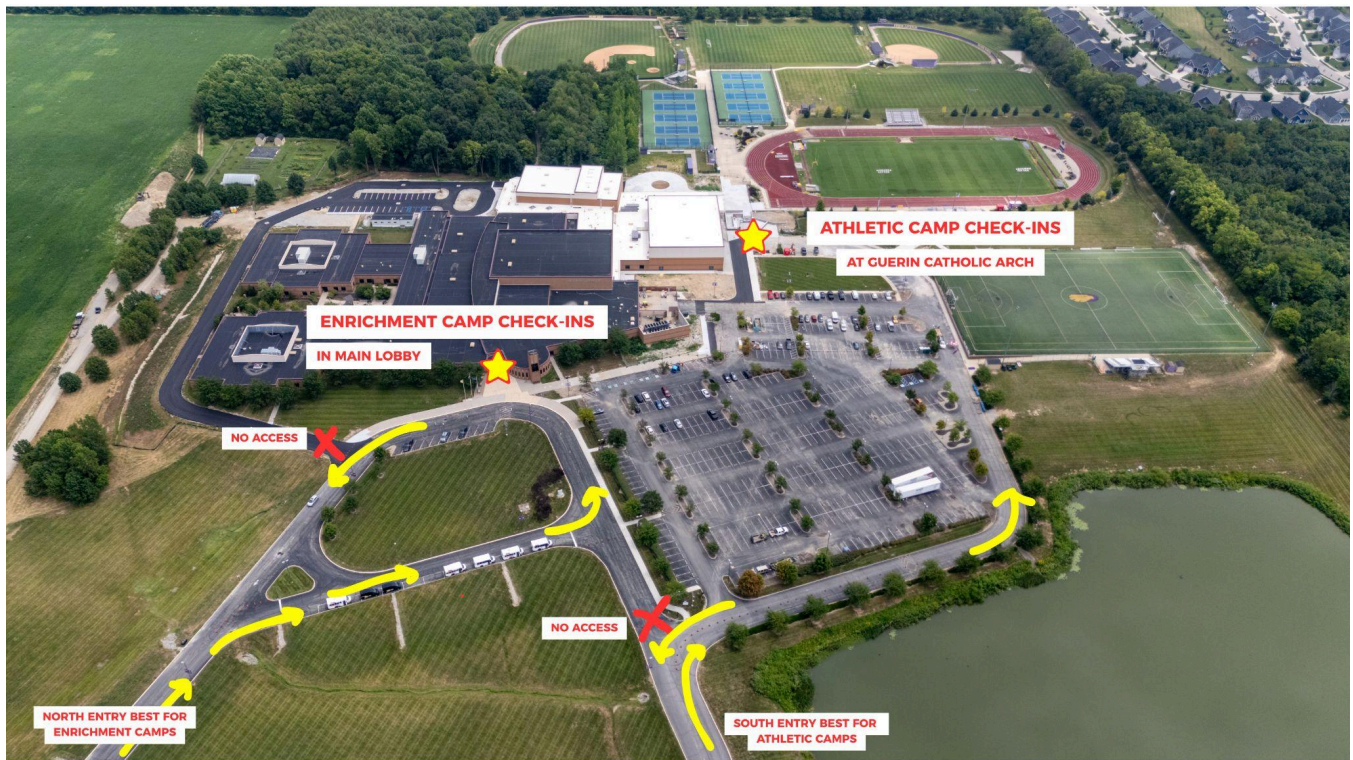 ATHLETIC CAMP CHECK-INS
AT GUERIN CATHOLIC ARCH
ENRICHMENT CAMP CHECK-INS
IN MAIN LOBBY
NO ACCESS
NO ACCESS
NORTH ENTRY BEST FOR
ENRICHMENT CAMPS
SOUTH ENTRY BEST FOR
ATHLETIC CAMPS